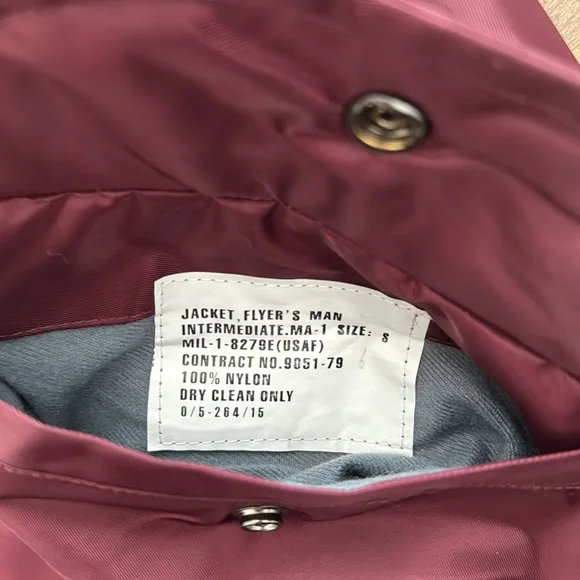 JACKET,FLYER'S MAN
INTERMEDIATE.MA-1 SIZE: S
MIL-1-8279E(USAF)
CONTRACT NO.9051-79
100% NYLON
DRY CLEAN ONLY
0/5-264/15